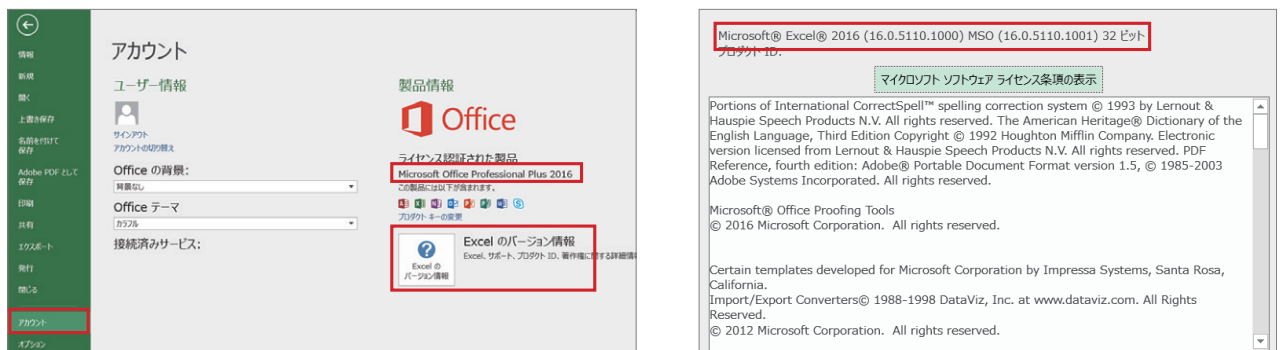 情報
新規
開く
上書き保存
名前を付けて
保存
Adobe PDF として
保存
印刷
共有
エクスポート
発行
閉じる
アカウント
オプション
アカウント
ユーザー情報
サインアウト
アカウントの切り替え
Office の背景:
背景なし
Office テーマ
カラフル
接続済みサービス:
製品情報
Office
ライセンス認証された製品
Microsoft Office Professional Plus 2016
この製品には以下が含まれます。
プロダクト キーの変更
Excel の
バージョン情報
Excel のバージョン情報
Excel、サポート、プロダクト ID、著作権に関する詳細情
Microsoft® Excel® 2016 (16.0.5110.1000) MSO (16.0.5110.1001) 32 ビット
プロダクト ID:
マイクロソフト ソフトウェア ライセンス条項の表示
Portions of International CorrectSpell™ spelling correction system © 1993 by Lernout &
Hauspie Speech Products N.V. All rights reserved. The American Heritage® Dictionary of the
English Language, Third Edition Copyright © 1992 Houghton Mifflin Company. Electronic
version licensed from Lernout & Hauspie Speech Products N.V. All rights reserved. PDF
Reference, fourth edition: Adobe® Portable Document Format version 1.5, © 1985-2003
Adobe Systems Incorporated. All rights reserved.
Microsoft® Office Proofing Tools
© 2016 Microsoft Corporation. All rights reserved.
Certain templates developed for Microsoft Corporation by Impressa Systems, Santa Rosa,
California.
Import/Export Converters© 1988-1998 DataViz, Inc. at www.dataviz.com. All Rights
Reserved.
© 2012 Microsoft Corporation. All rights reserved.